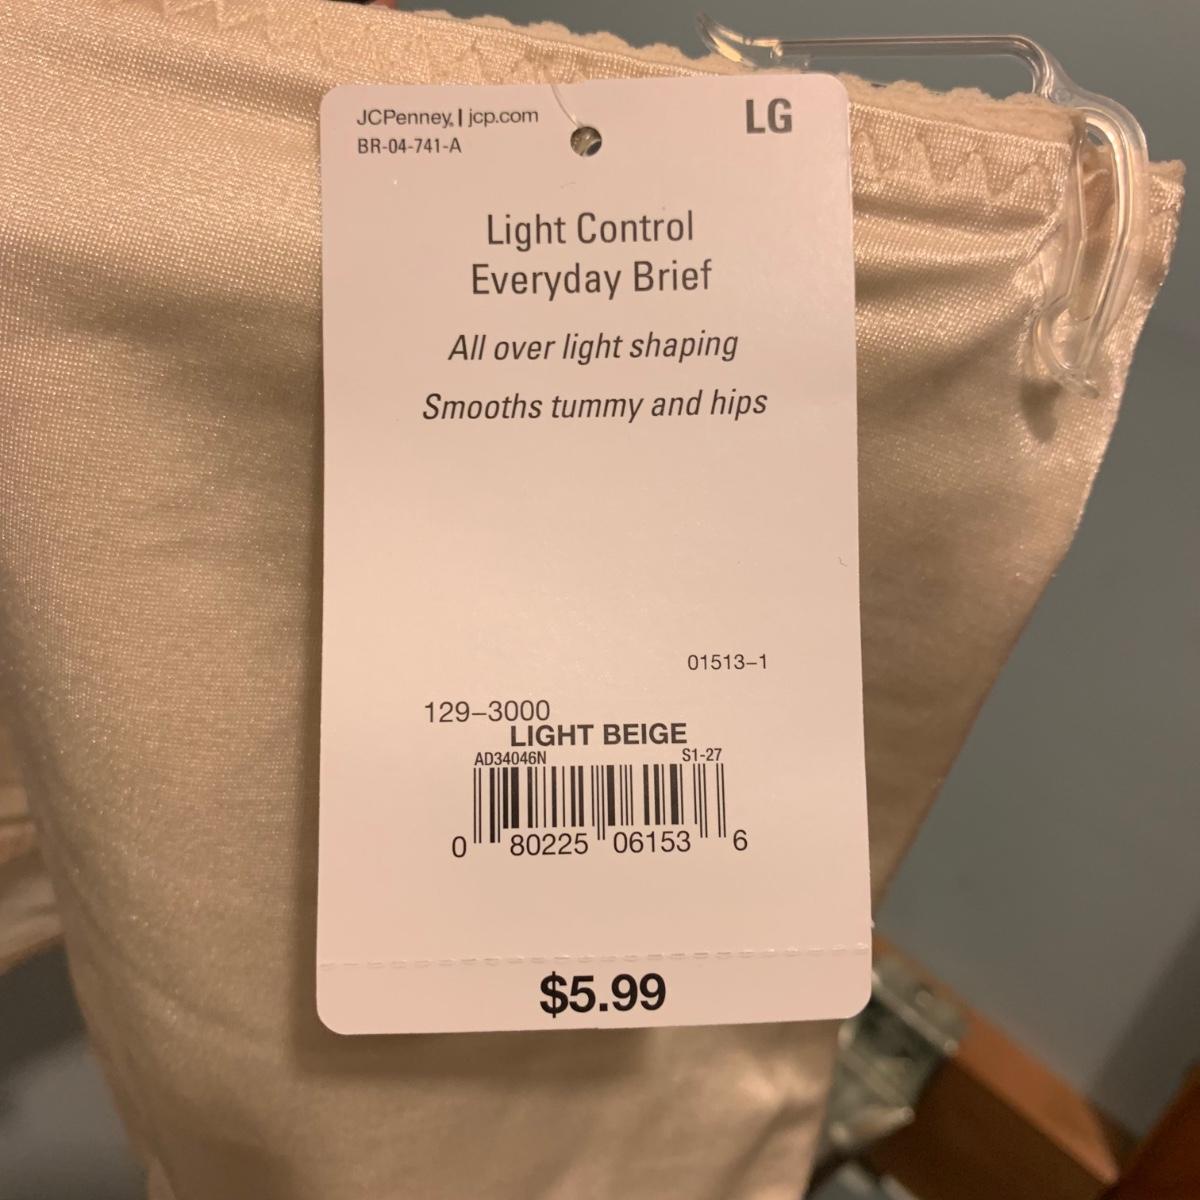 JCPenney. | jcp.com
LG
BR-04-741-A
Light Control
Everyday Brief
All over light shaping
Smooths tummy and hips
01513-1
129-3000
LIGHT BEIGE
AD34046N S1-27
0 80225 06153 6
$5.99